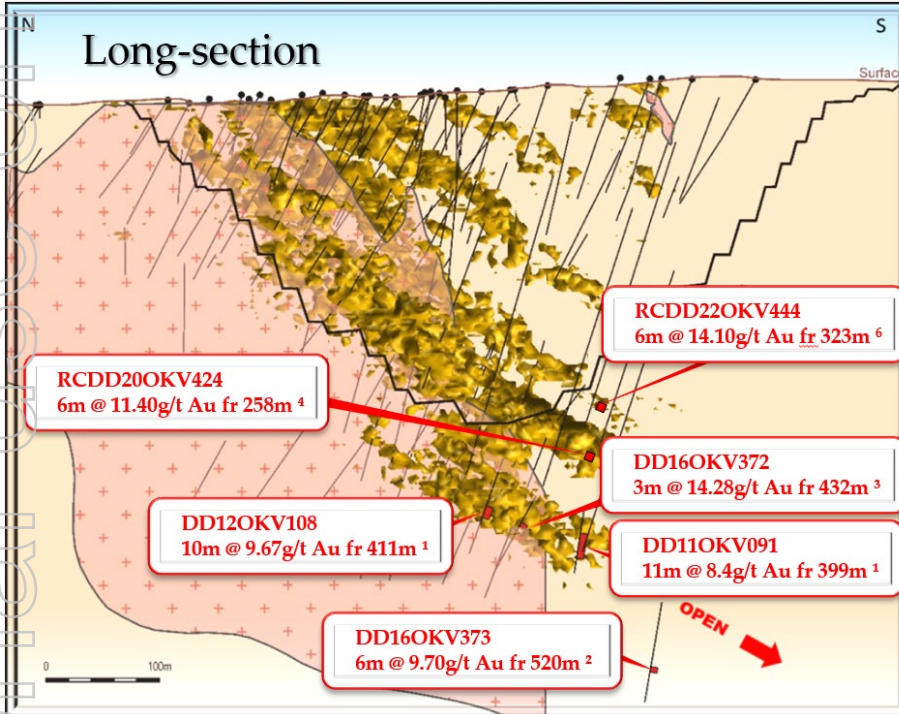 N
S
Long-section
Surface
RCDD22OKV444
6m @ 14.10g/t Au fr 323m ⁶
RCDD20OKV424
6m @ 11.40g/t Au fr 258m ⁴
DD16OKV372
3m @ 14.28g/t Au fr 432m ³
DD12OKV108
10m @ 9.67g/t Au fr 411m ¹
DD11OKV091
11m @ 8.4g/t Au fr 399m ¹
OPEN
DD16OKV373
6m @ 9.70g/t Au fr 520m ²
0 100m